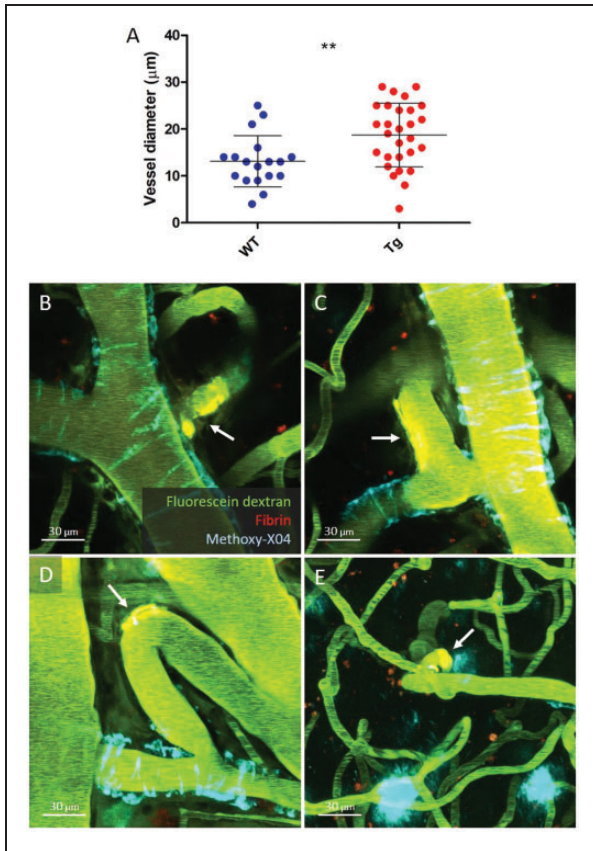 A
**
Vessel diameter (μm)
40
30
20
10
0
WT
Tg
B
C
Fluorescein dextran
Fibrin
Methoxy-X04
30 μm
30 μm
D
E
30 μm
30 μm